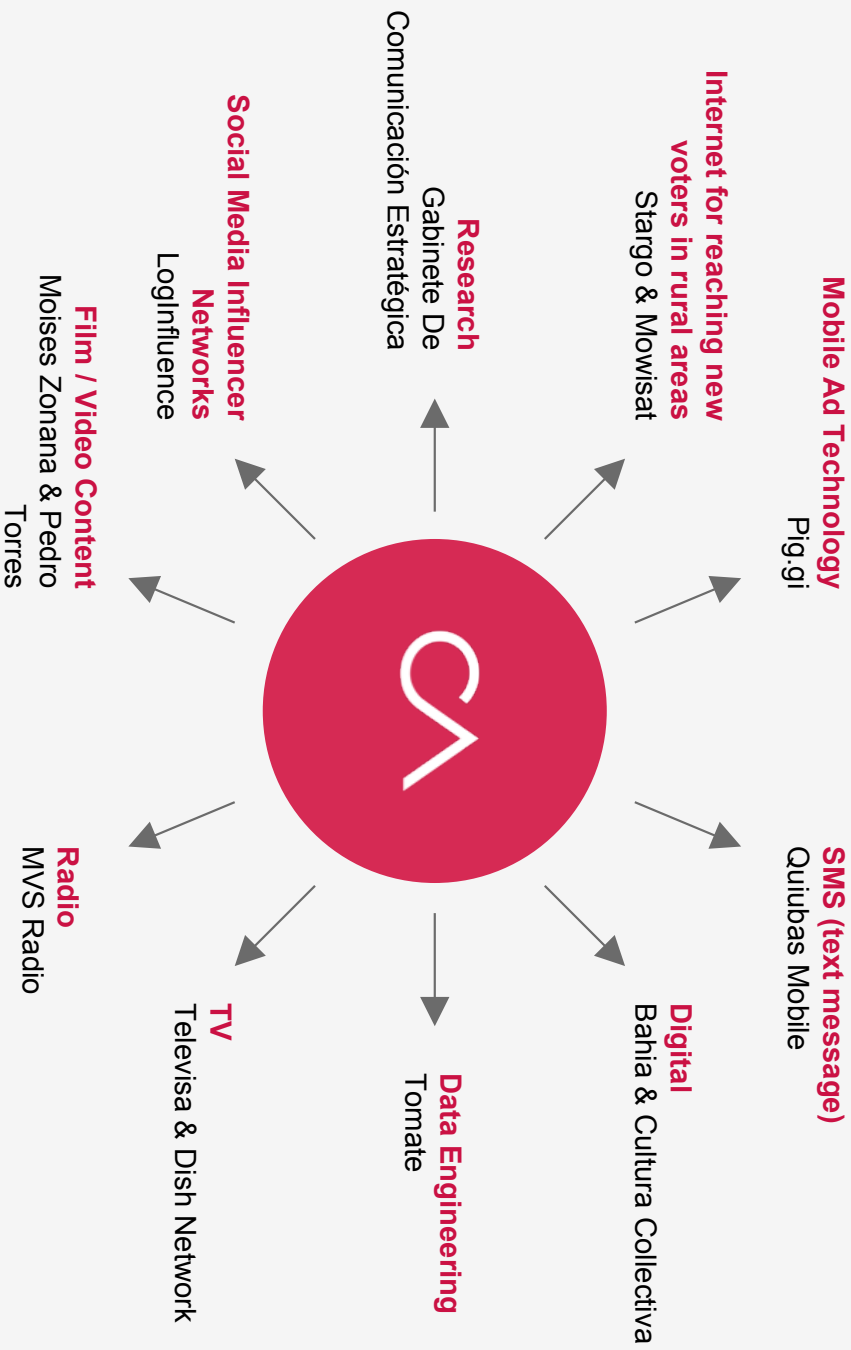 Mobile Ad Technology
Pig.gi
Internet for reaching new
voters in rural areas
Stargo & Mowisat
Research
Gabinete De
Comunicación Estratégica
Social Media Influencer
Networks
LogInfluence
Film / Video Content
Moises Zonana & Pedro
Torres
SMS (text message)
Quiubas Mobile
Digital
Bahia & Cultura Collectiva
Data Engineering
Tomate
TV
Televisa & Dish Network
Radio
MVS Radio